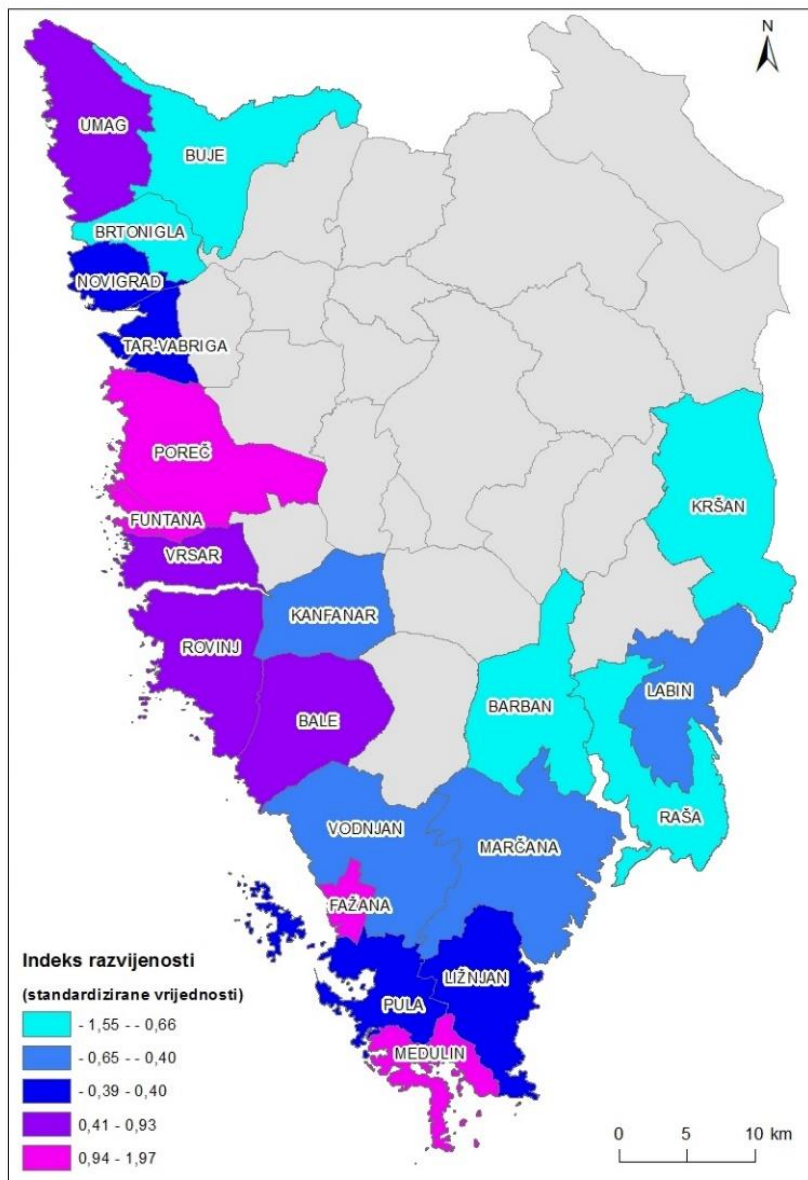 N
UMAG
BUJE
BRTONIGLA
NOVIGRAD
TAR-VABRIGA
POREČ
KRŠAN
FUNTANA
VRSAR
KANFANAR
ROVINJ
LABIN
BARBAN
BALE
RAŠA
VODNJAN
MARČANA
FAŽANA
LIŽNJAN
PULA
MEDULIN
Indeks razvijenosti
(standardizirane vrijednosti)
- 1,55 - - 0,66
- 0,65 - - 0,40
- 0,39 - 0,40
0,41 - 0,93
0,94 - 1,97
0 5 10 km